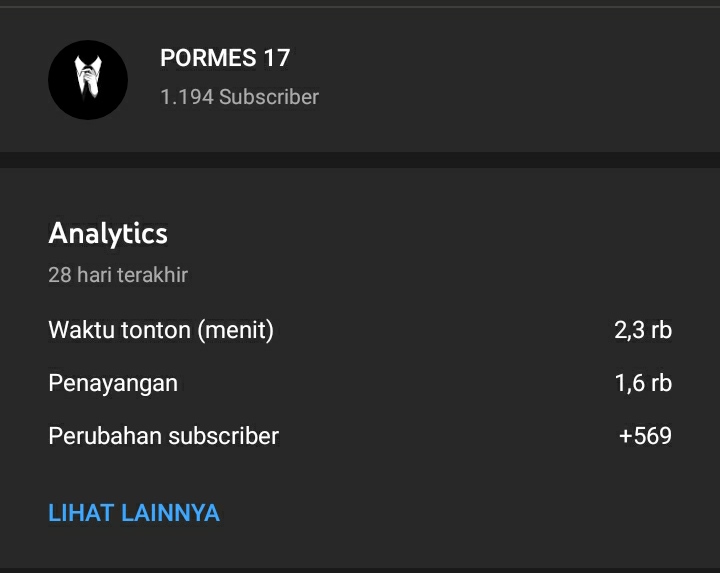 PORMES 17
1.194 Subscriber
Analytics
28 hari terakhir
Waktu tonton (menit) 2,3 rb
Penayangan 1,6 rb
Perubahan subscriber +569
LIHAT LAINNYA